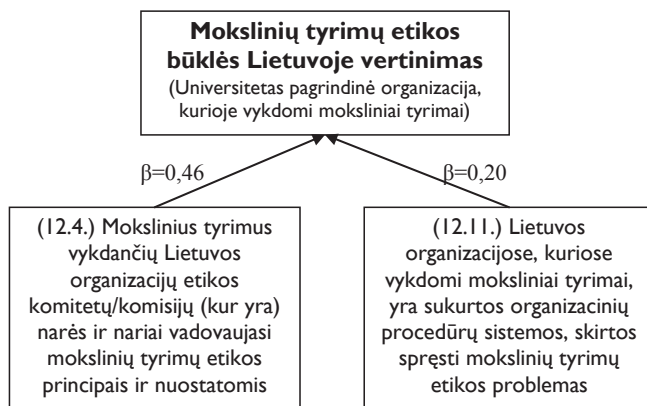 Mokslinių tyrimų etikos
būklės Lietuvoje vertinimas
(Universitetas pagrindinė organizacija,
kurioje vykdomi moksliniai tyrimai)
β=0,46
β=0,20
(12.4.) Mokslinius tyrimus
vykdančių Lietuvos
organizacijų etikos
komitetų/komisijų (kur yra)
narės ir nariai vadovaujasi
mokslinių tyrimų etikos
principais ir nuostatomis
(12.11.) Lietuvos
organizacijose, kuriose
vykdomi moksliniai tyrimai,
yra sukurtos organizacinių
procedūrų sistemos, skirtos
spręsti mokslinių tyrimų
etikos problemas